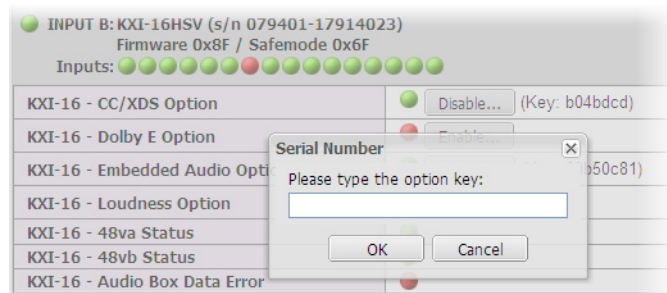 INPUT B: KXI-16HSV (s/n 079401-17914023)
Firmware 0x8F / Safemode 0x6F
Inputs:
KXI-16 - CC/XDS Option Disable... (Key: b04bdcd)
KXI-16 - Dolby E Option Enable...
Serial Number
KXI-16 - Embedded Audio Optio b50c81)
Please type the option key:
KXI-16 - Loudness Option
KXI-16 - 48va Status
OK Cancel
KXI-16 - 48vb Status
KXI-16 - Audio Box Data Error